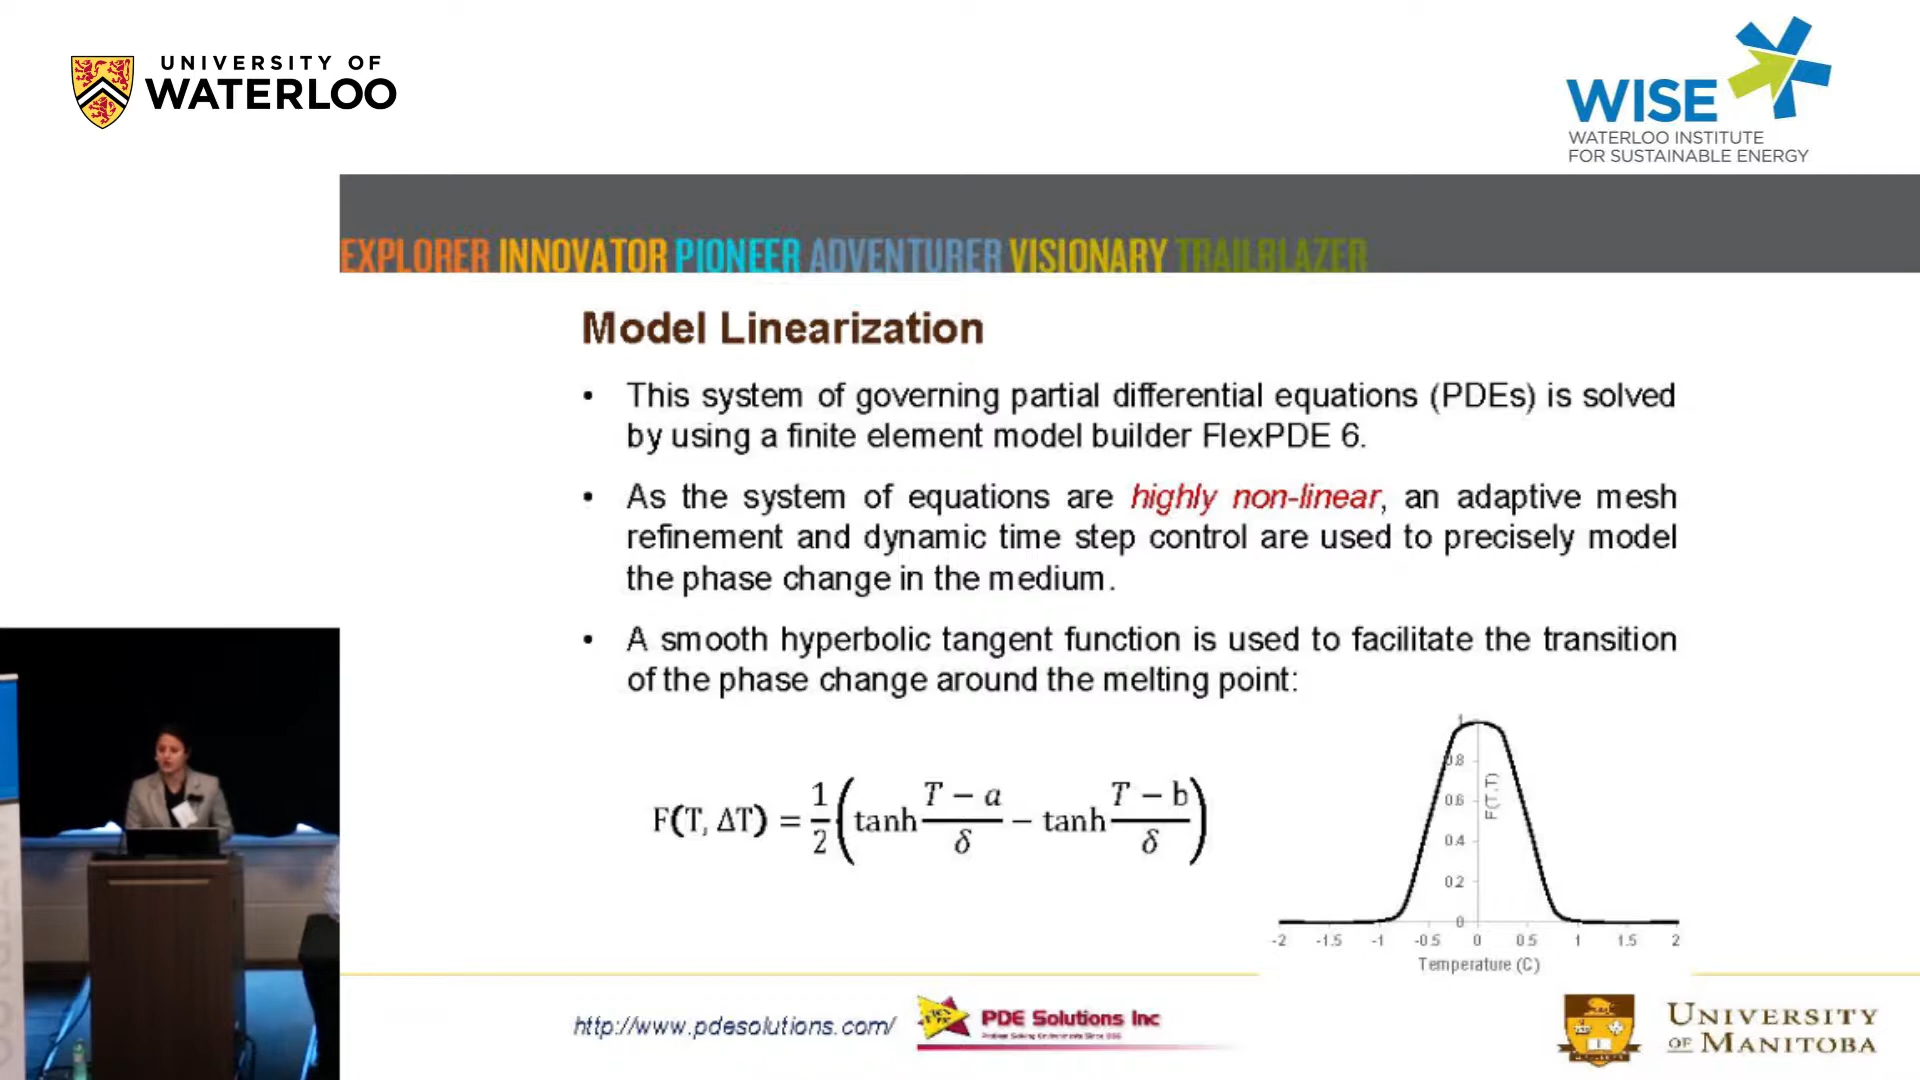 UNIVERSITY OF
WATERLOO
WISE
WATERLOO INSTITUTE
FOR SUSTAINABLE ENERGY
EXPLORER INNOVATOR PIONEER ADVENTURER VISIONARY TRAILBLAZER
Model Linearization
• This system of governing partial differential equations (PDEs) is solved
by using a finite element model builder FlexPDE 6.
• As the system of equations are highly non-linear, an adaptive mesh
refinement and dynamic time step control are used to precisely model
the phase change in the medium.
• A smooth hyperbolic tangent function is used to facilitate the transition
of the phase change around the melting point:
F(T, ΔT) = 1/2 (tanh (T − a)/δ − tanh (T − b)/δ)
1
0.8
0.6
0.4
0.2
0
F(T,T)
-2 -1.5 -1 -0.5 0 0.5 1 1.5 2
Temperature (C)
http://www.pdesolutions.com/
PDE Solutions Inc
UNIVERSITY
OF MANITOBA